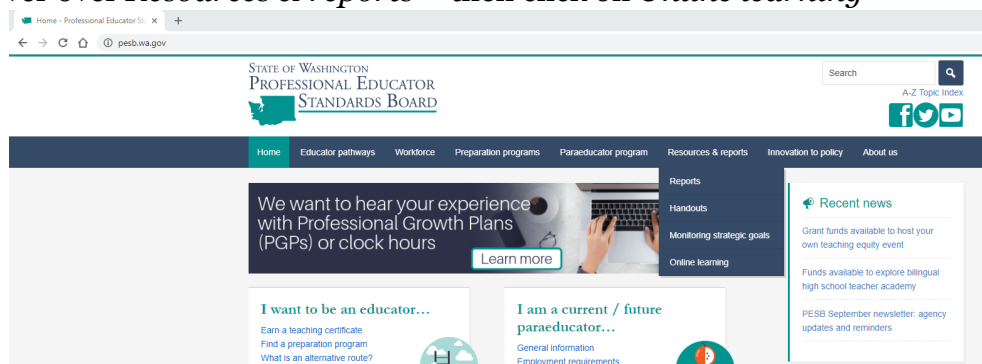 over Resources & reports – then click on Online learning
Home - Professional Educator St
pesb.wa.gov
STATE OF WASHINGTON
PROFESSIONAL EDUCATOR
STANDARDS BOARD
Search
A-Z Topic Index
Home Educator pathways Workforce Preparation programs Paraeducator program Resources & reports Innovation to policy About us
Reports
Handouts
Monitoring strategic goals
Online learning
We want to hear your experience
with Professional Growth Plans
(PGPs) or clock hours
Learn more
Recent news
Grant funds available to host your
own teaching equity event
Funds available to explore bilingual
high school teacher academy
PESB September newsletter: agency
updates and reminders
I want to be an educator...
Earn a teaching certificate
Find a preparation program
What is an alternative route?
I am a current / future
paraeducator...
General information
Employment requirements